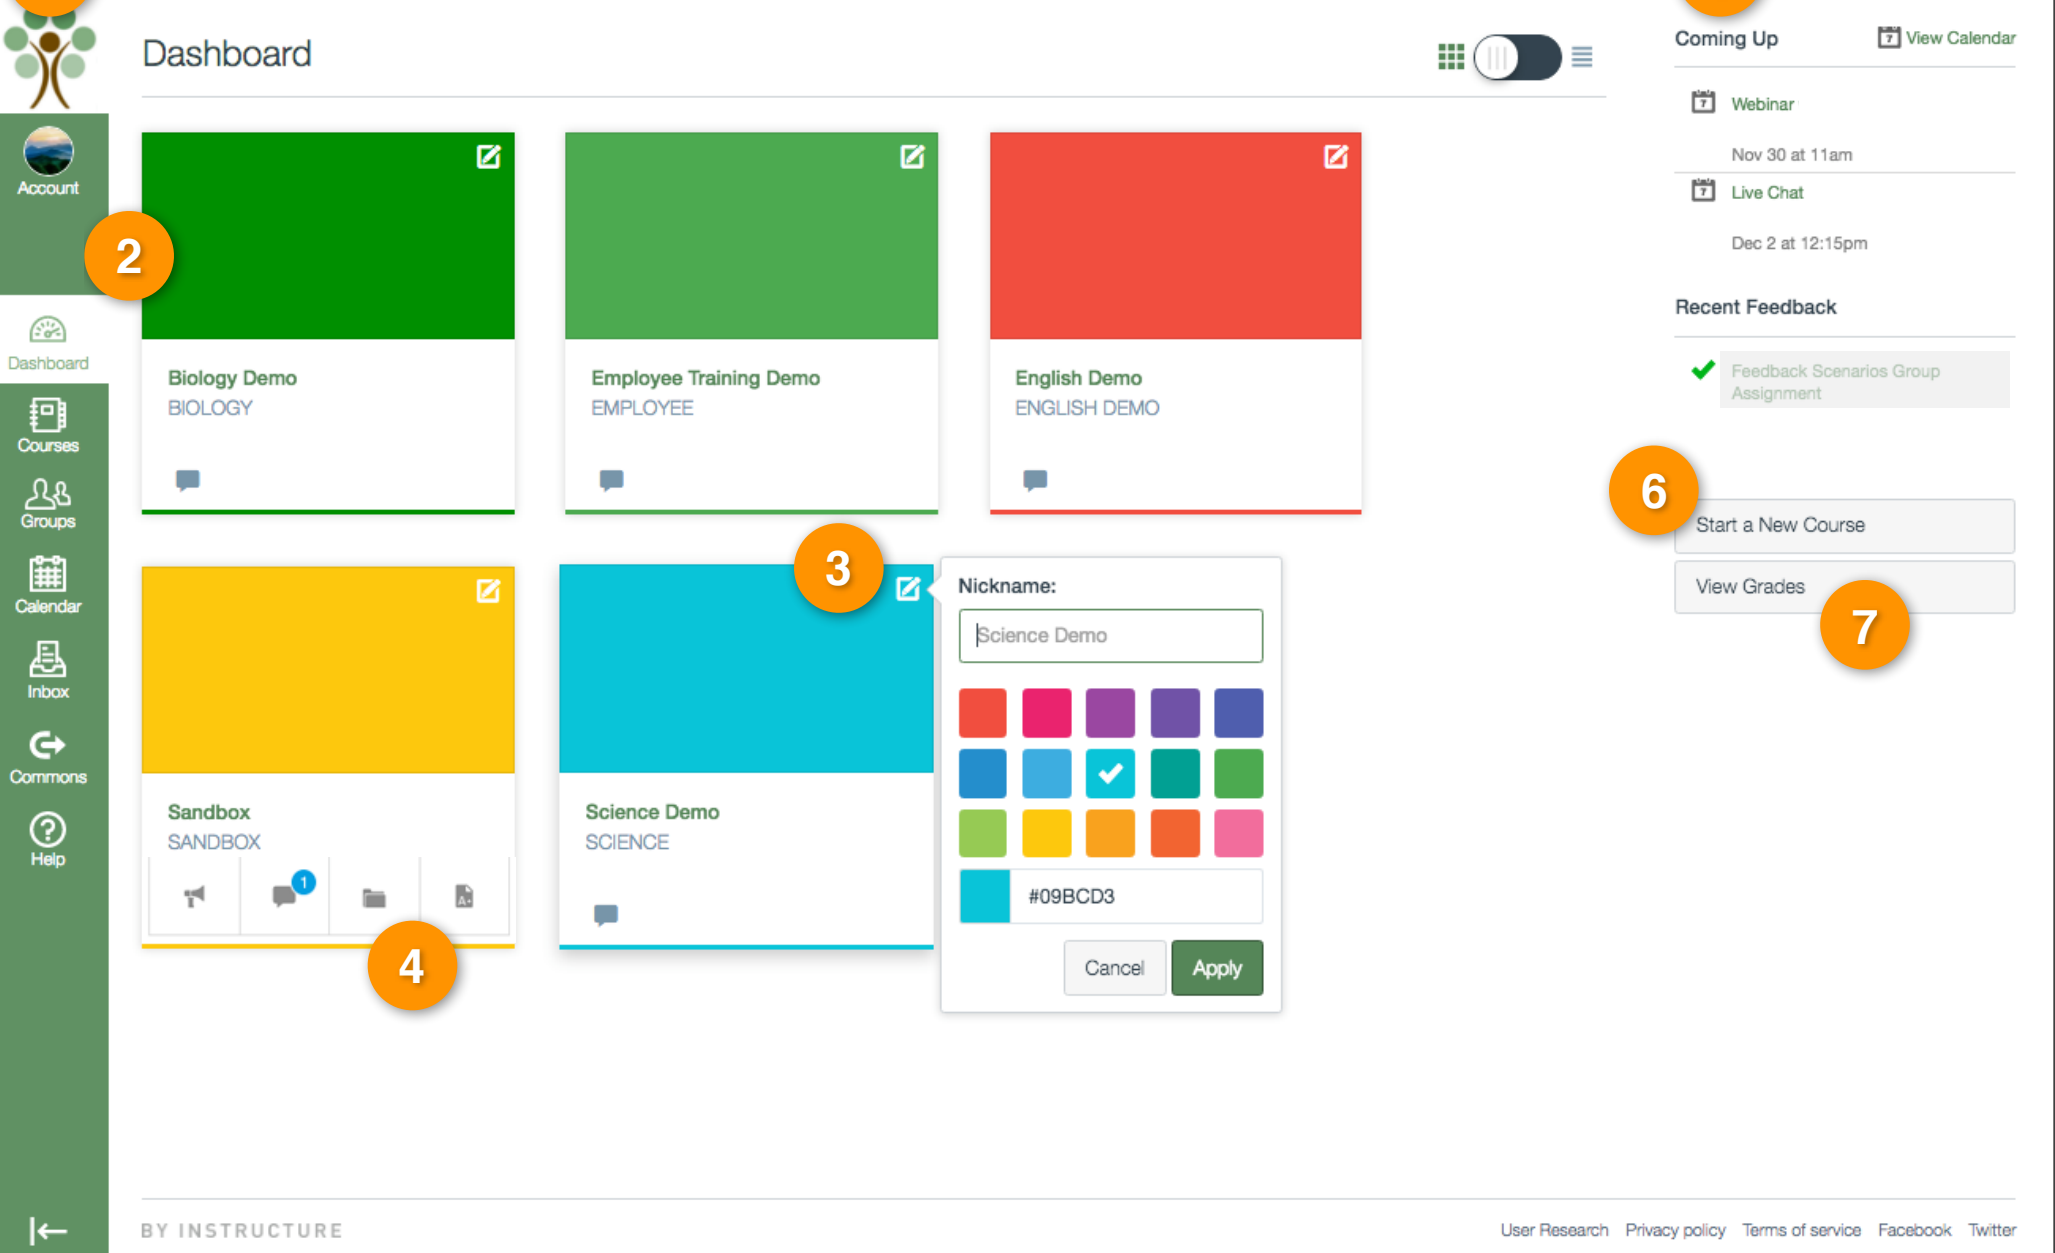 Dashboard
Coming Up
7 View Calendar
7 Webinar
Nov 30 at 11am
7 Live Chat
Dec 2 at 12:15pm
Recent Feedback
Feedback Scenarios Group
Assignment
6
Start a New Course
View Grades
7
Account
2
Dashboard
Courses
Groups
Calendar
Inbox
Commons
Help
Biology Demo
BIOLOGY
Employee Training Demo
EMPLOYEE
English Demo
ENGLISH DEMO
Sandbox
SANDBOX
1
A+
4
3
Science Demo
SCIENCE
Nickname:
Science Demo
#09BCD3
Cancel
Apply
BY INSTRUCTURE
User Research Privacy policy Terms of service Facebook Twitter